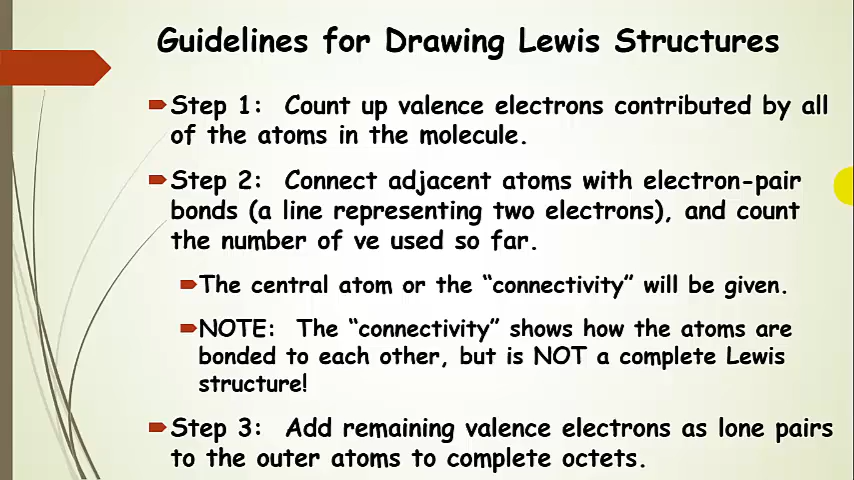 Guidelines for Drawing Lewis Structures
Step 1:  Count up valence electrons contributed by all
of the atoms in the molecule.
Step 2:  Connect adjacent atoms with electron-pair
bonds (a line representing two electrons), and count
the number of ve used so far.
The central atom or the “connectivity” will be given.
NOTE:  The “connectivity” shows how the atoms are
bonded to each other, but is NOT a complete Lewis
structure!
Step 3:  Add remaining valence electrons as lone pairs
to the outer atoms to complete octets.